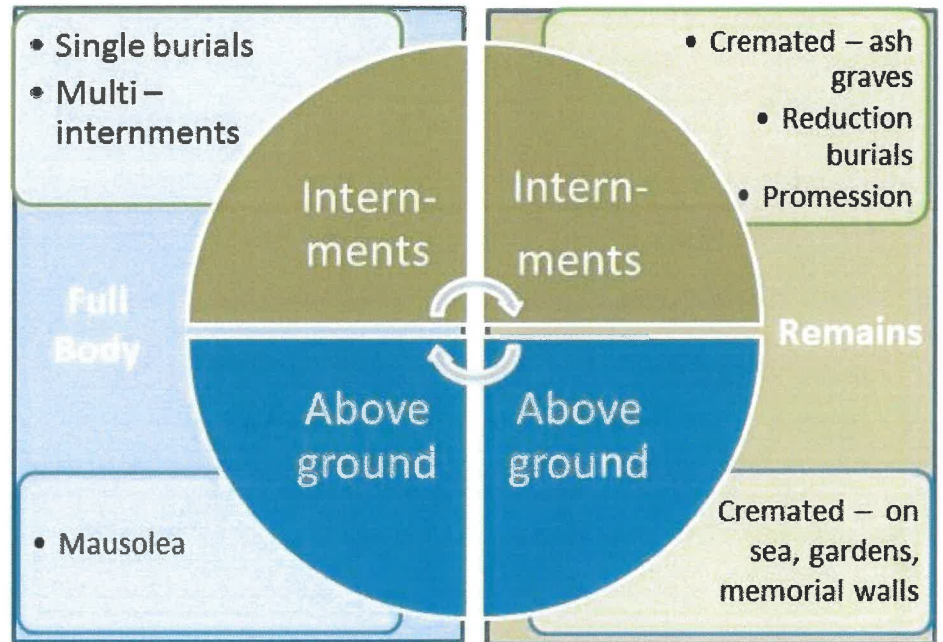 • Single burials
• Multi –
internments
• Cremated – ash
graves
• Reduction
burials
• Promession
Intern-
ments
Intern-
ments
Full
Body
Remains
Above
ground
Above
ground
• Mausolea
Cremated – on
sea, gardens,
memorial walls